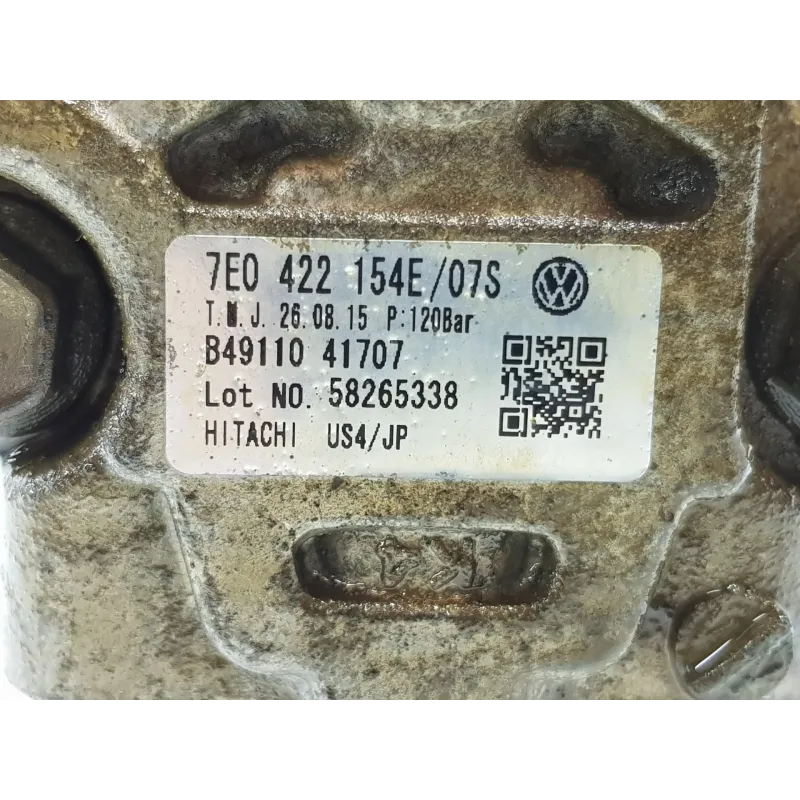 7E0 422 154E/07S
T.M.J. 26.08.15 P:120Bar
B49110 41707
Lot NO. 58265338
HITACHI US4/JP